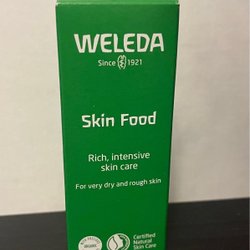 WELEDA
Since 1921
Skin Food
Rich, intensive
skin care
For very dry and rough skin
Certified
Natural
Skin Care